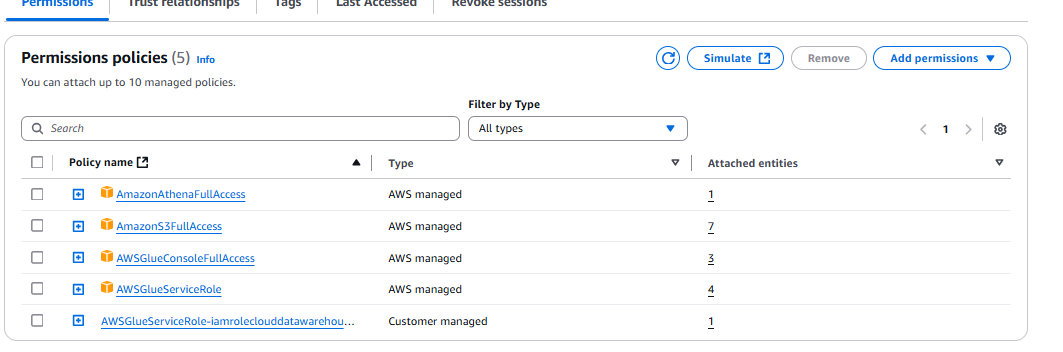 Permissions Trust relationships Tags Last Accessed Revoke sessions
Permissions policies (5) Info
Simulate Remove Add permissions
You can attach up to 10 managed policies.
Filter by Type
Search All types 1
Policy name Type Attached entities
AmazonAthenaFullAccess AWS managed 1
AmazonS3FullAccess AWS managed 7
AWSGlueConsoleFullAccess AWS managed 3
AWSGlueServiceRole AWS managed 4
AWSGlueServiceRole-iamroleclouddatawarehou... Customer managed 1